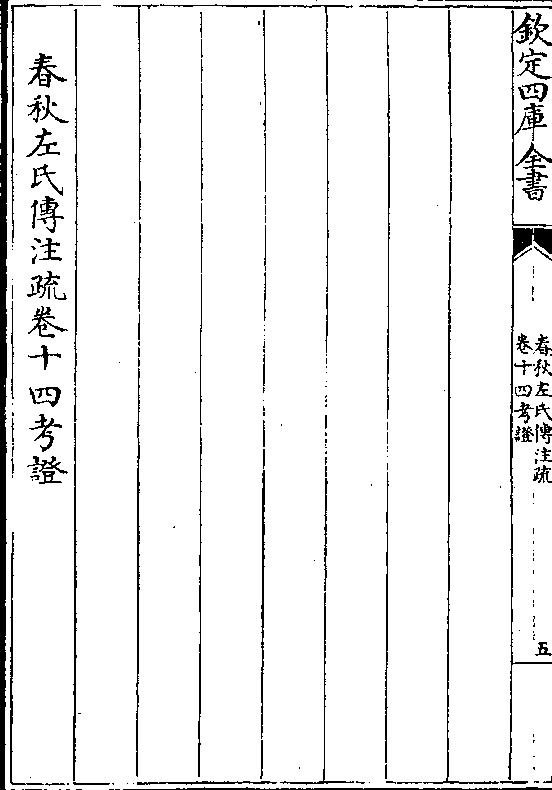 欽定四庫全書
春秋左氏傳注疏
卷十四考證
五
春秋左氏傳注疏卷十四考證